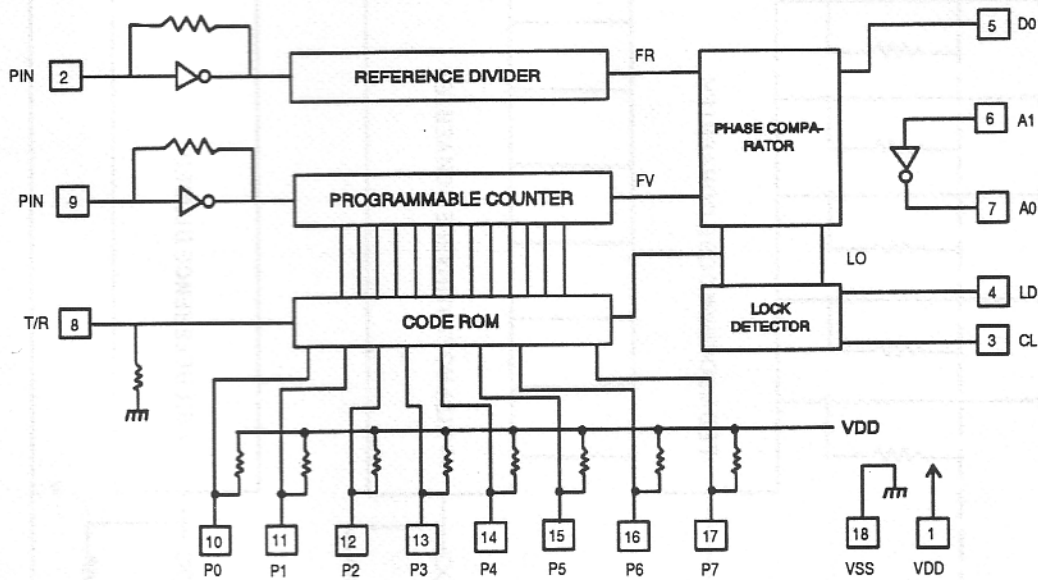 5 D0
FR
PIN 2
REFERENCE DIVIDER
PHASE COMPA-
RATOR
6 A1
PIN 9
PROGRAMMABLE COUNTER
FV
7 A0
LO
4 LD
T/R 8
CODE ROM
LOCK
DETECTOR
3 CL
VDD
10 11 12 13 14 15 16 17 18 1
P0 P1 P2 P3 P4 P5 P6 P7 VSS VDD